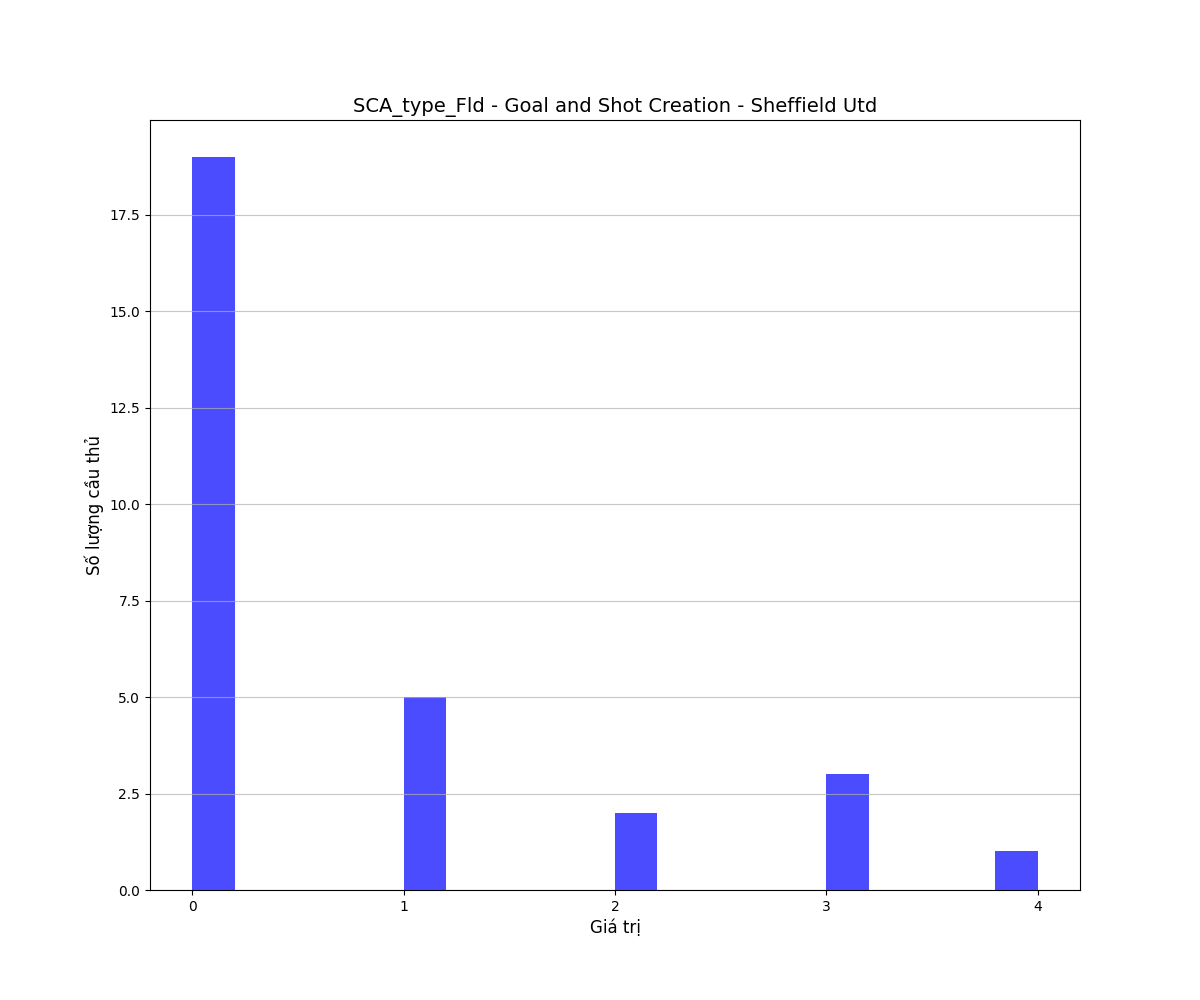 SCA_type_Fld - Goal and Shot Creation - Sheffield Utd
17.5
15.0
12.5
10.0
7.5
5.0
2.5
0.0
Số lượng cầu thủ
0 1 2 3 4
Giá trị